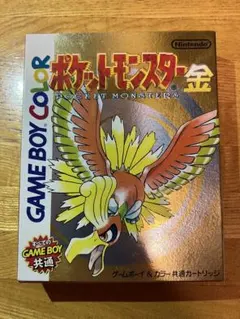 Nintendo
GAME BOY COLOR
ポケットモンスター金
POCKET MONSTERS
GAME BOY
共通
ゲームボーイ&カラー共通カートリッジ